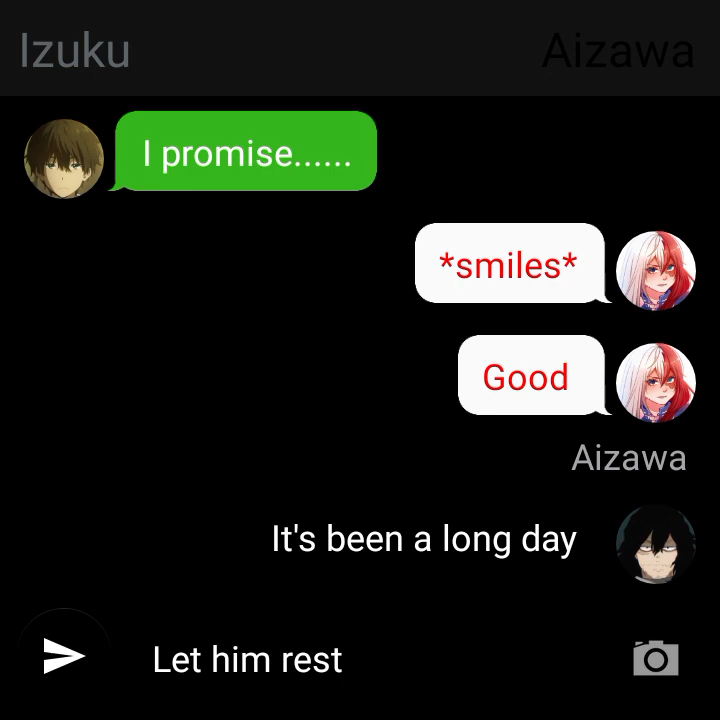 Izuku
Aizawa
I promise......
*smiles*
Good
Aizawa
It's been a long day
Let him rest